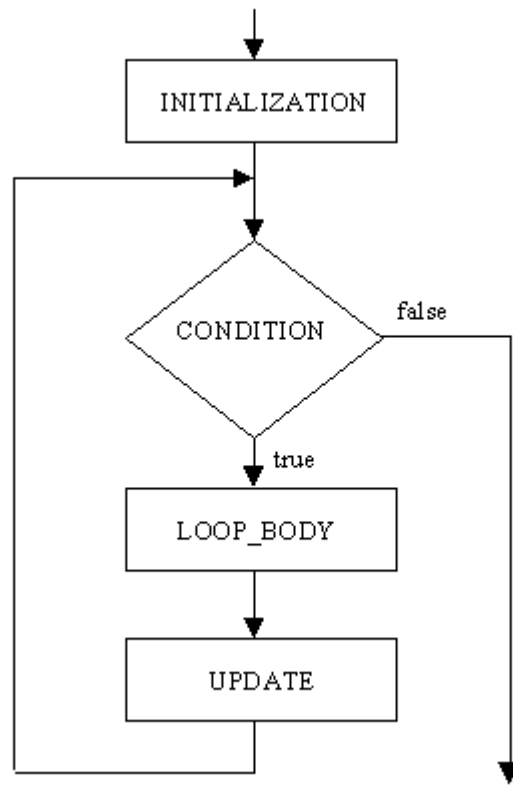 INITIALIZATION
CONDITION
false
true
LOOP_BODY
UPDATE